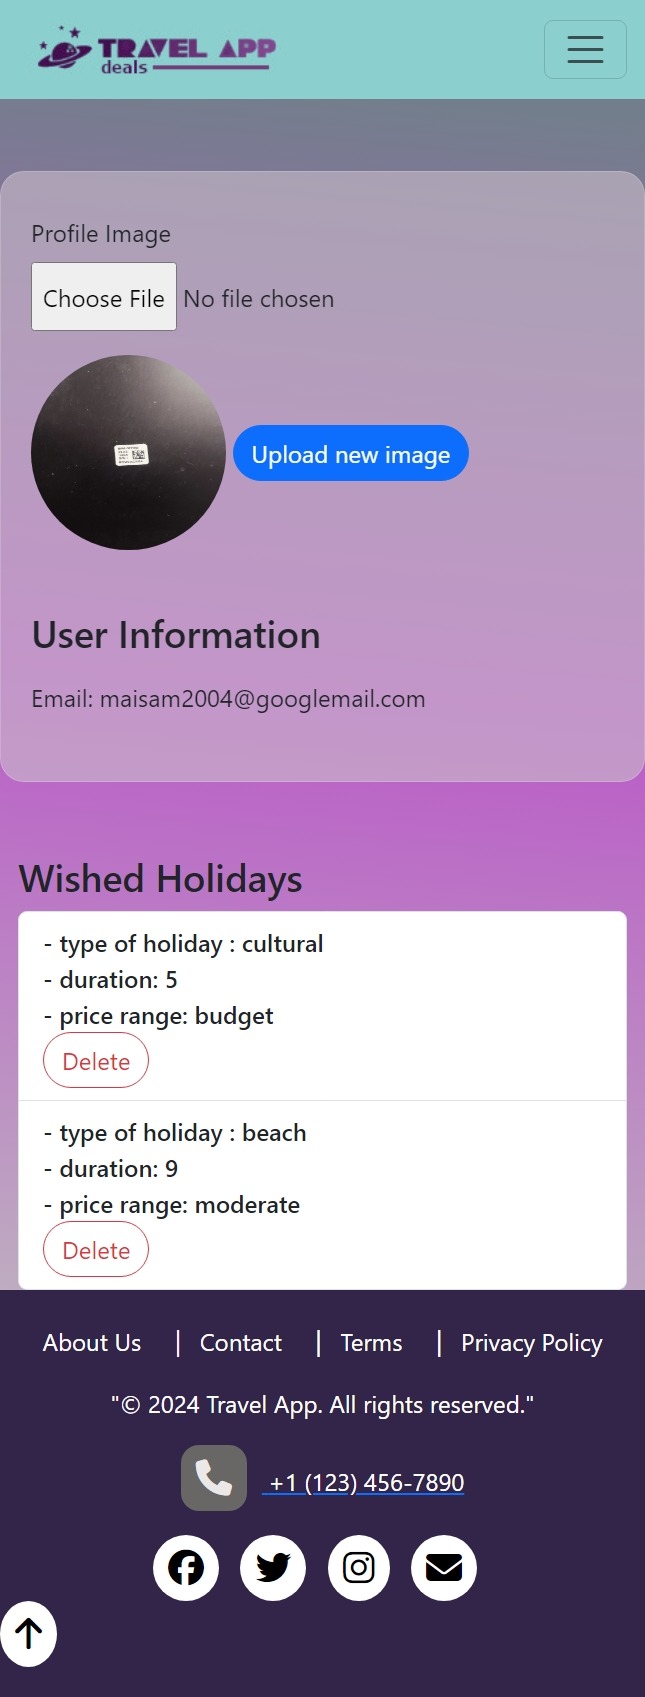 TRAVEL APP
deals
Profile Image
Choose File No file chosen
Upload new image
User Information
Email: maisam2004@googlemail.com
Wished Holidays
- type of holiday : cultural
- duration: 5
- price range: budget
Delete
- type of holiday : beach
- duration: 9
- price range: moderate
Delete
About Us | Contact | Terms | Privacy Policy
"© 2024 Travel App. All rights reserved."
+1 (123) 456-7890